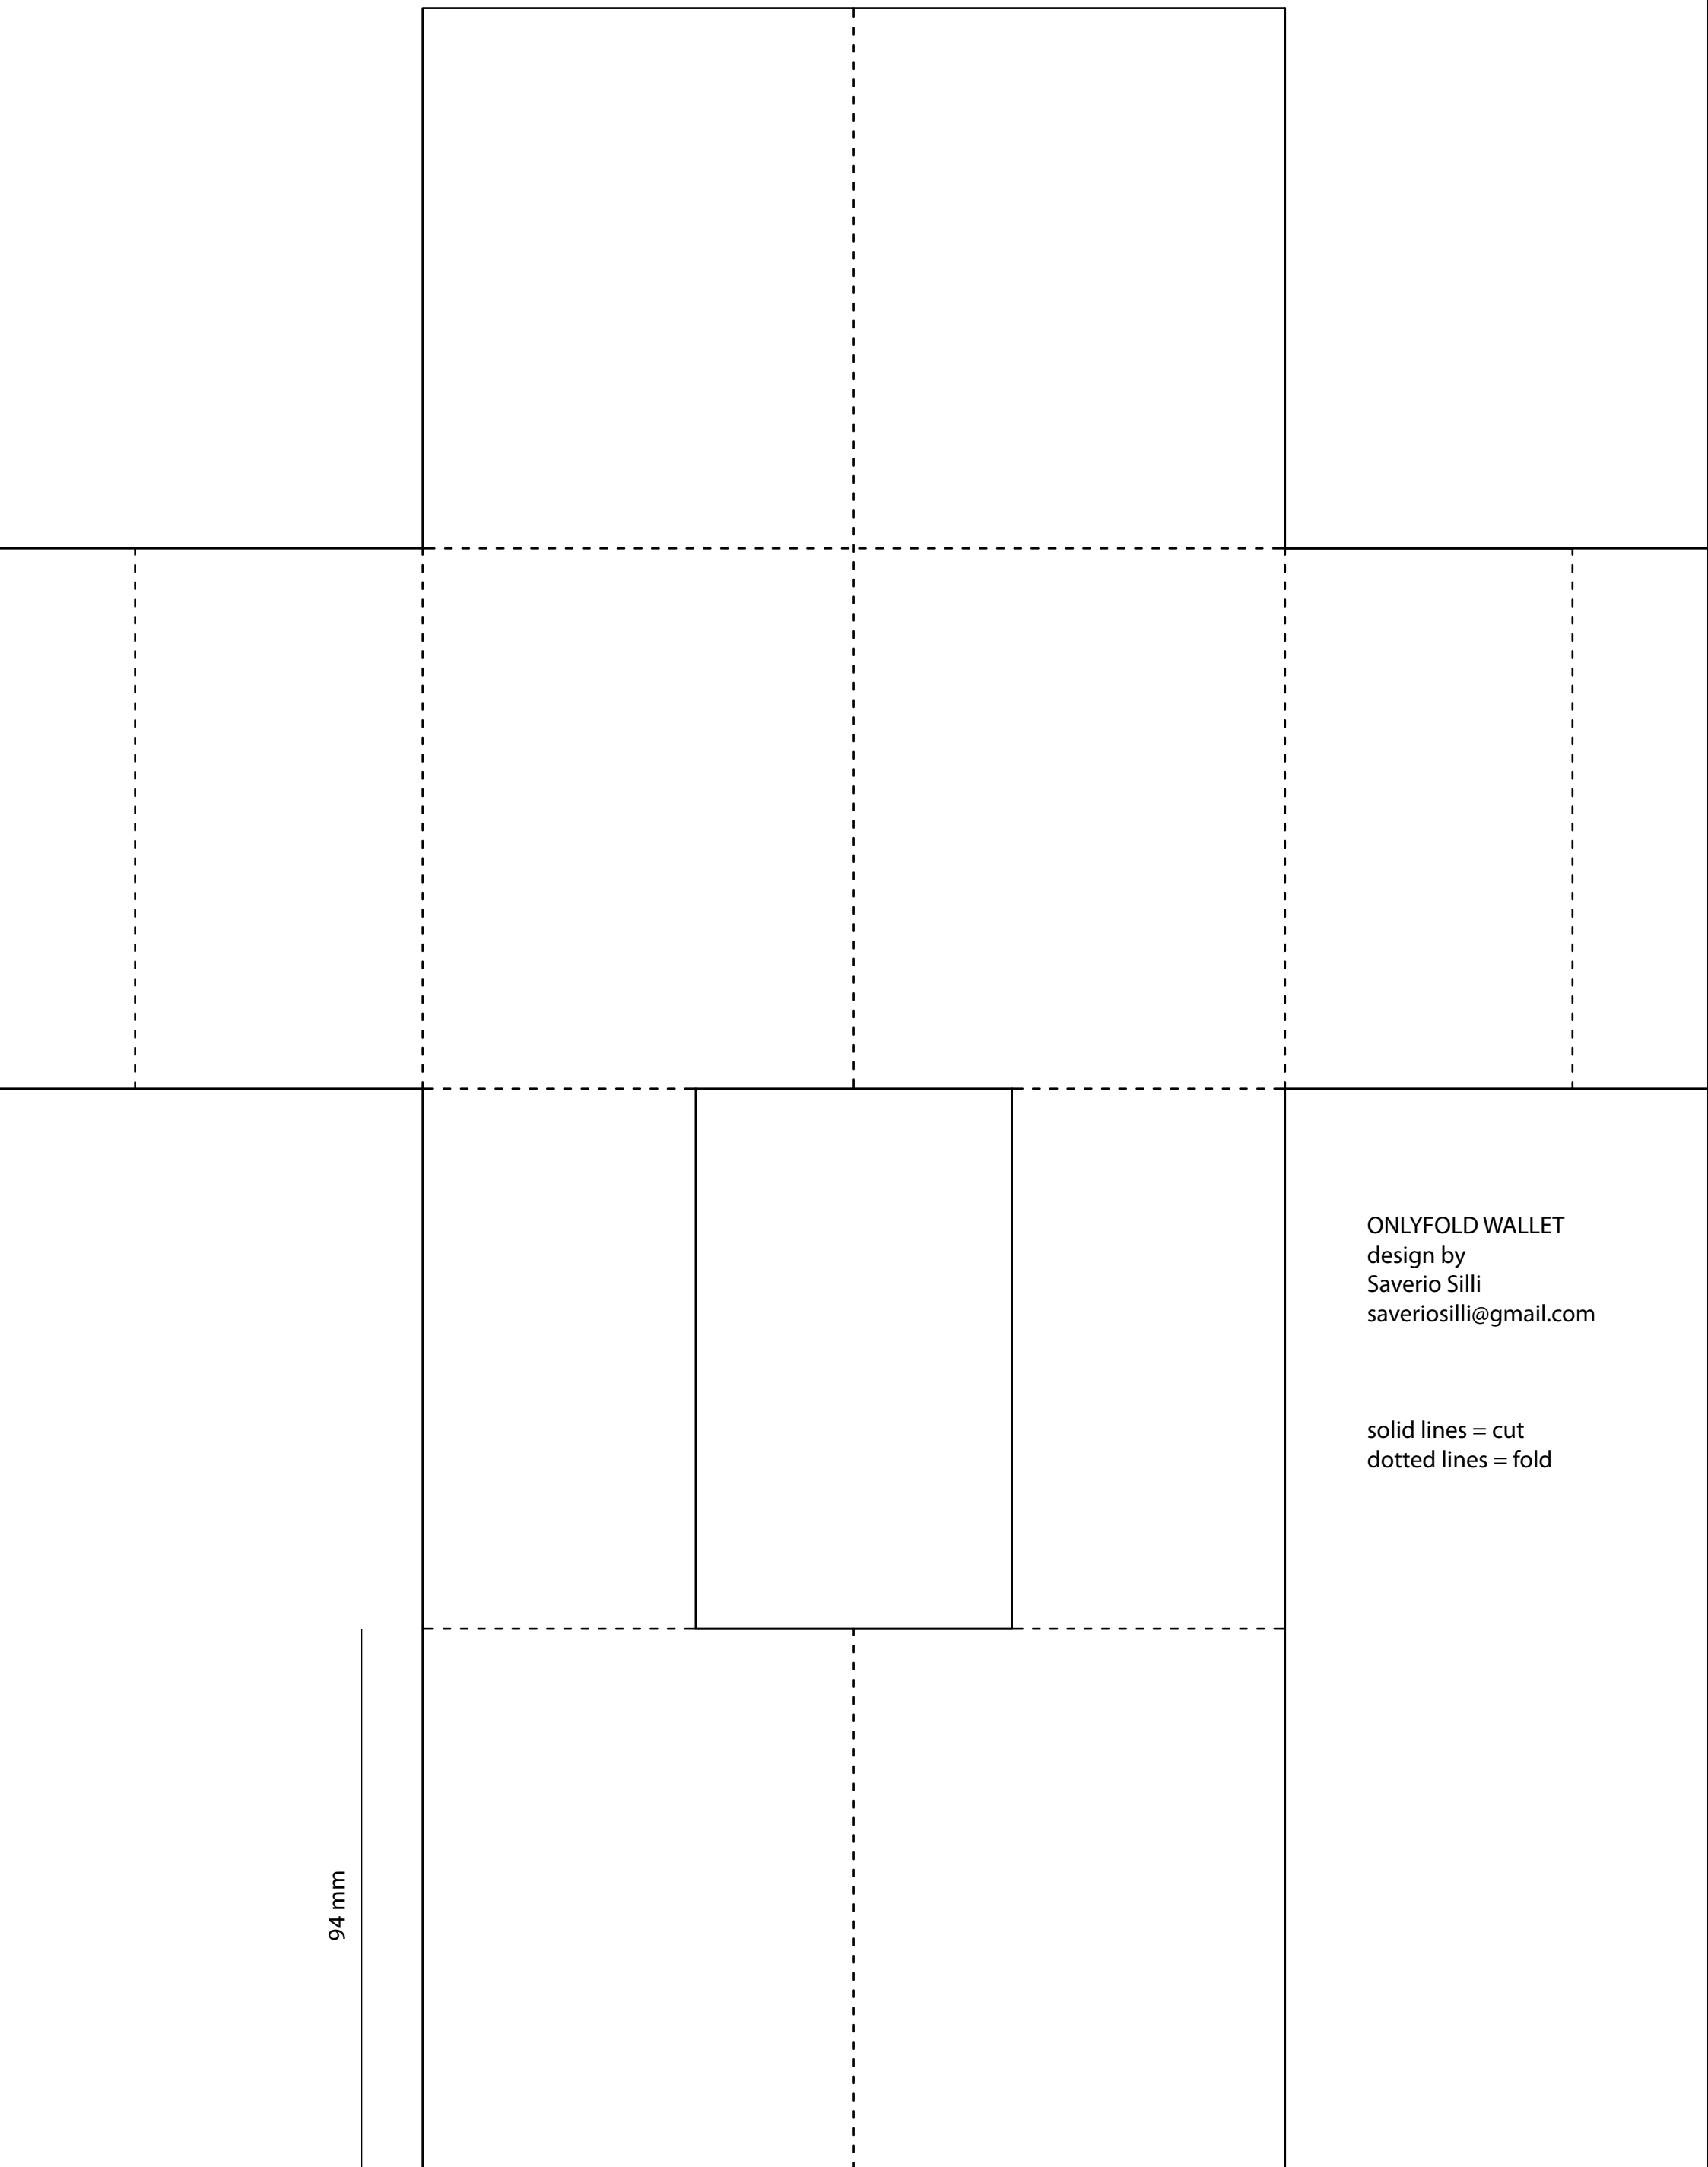 ONLYFOLD WALLET
design by
Saverio Silli
saveriosilli@gmail.com
solid lines = cut
dotted lines = fold
94 mm